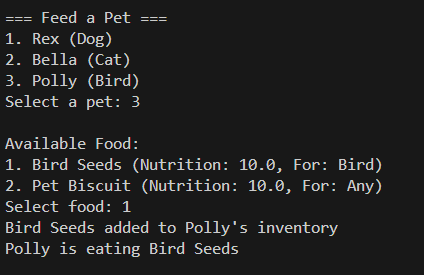 === Feed a Pet ===
1. Rex (Dog)
2. Bella (Cat)
3. Polly (Bird)
Select a pet: 3

Available Food:
1. Bird Seeds (Nutrition: 10.0, For: Bird)
2. Pet Biscuit (Nutrition: 10.0, For: Any)
Select food: 1
Bird Seeds added to Polly's inventory
Polly is eating Bird Seeds